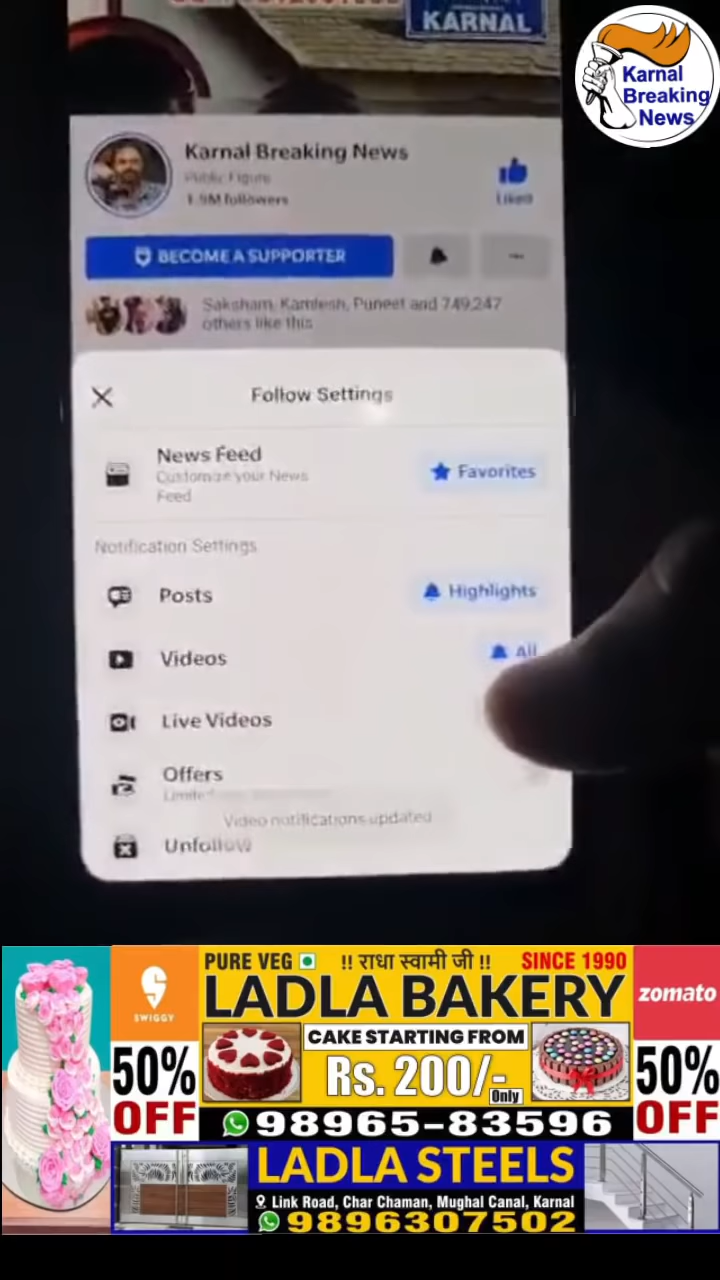 KARNAL
Karnal
Breaking
News
Karnal Breaking News
Public Figure
1.9M followers
Liked
BECOME A SUPPORTER
Saksham, Kamlesh, Puneet and 749,247
others like this
Follow Settings
News Feed
Customize your News
Feed
Favorites
Notification Settings
Posts
Highlights
Videos
All
Live Videos
Offers
Video notifications updated
Unfollow
PURE VEG !! राधा स्वामी जी !! SINCE 1990
SWIGGY
LADLA BAKERY
zomato
CAKE STARTING FROM
50%
OFF
Rs. 200/-
Only
50%
OFF
98965-83596
LADLA STEELS
Link Road, Char Chaman, Mughal Canal, Karnal
9896307502